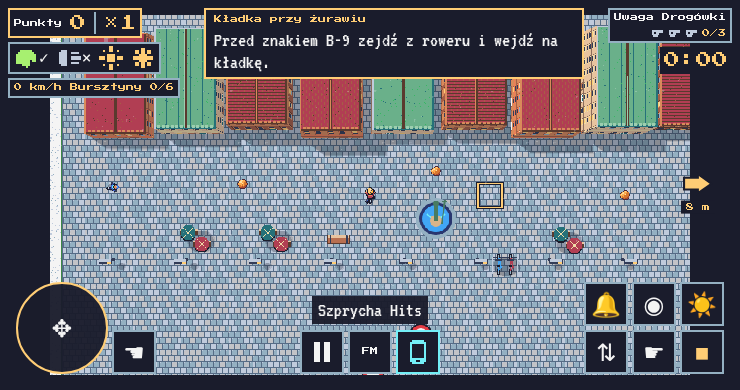 Punkty 0 ×1
Kładka przy żurawiu
Przed znakiem B-9 zejdź z roweru i wejdź na
kładkę.
Uwaga Drogówki
0/3
0:00
0 km/h Bursztyny 0/6
8 m
Szprycha Hits
FM